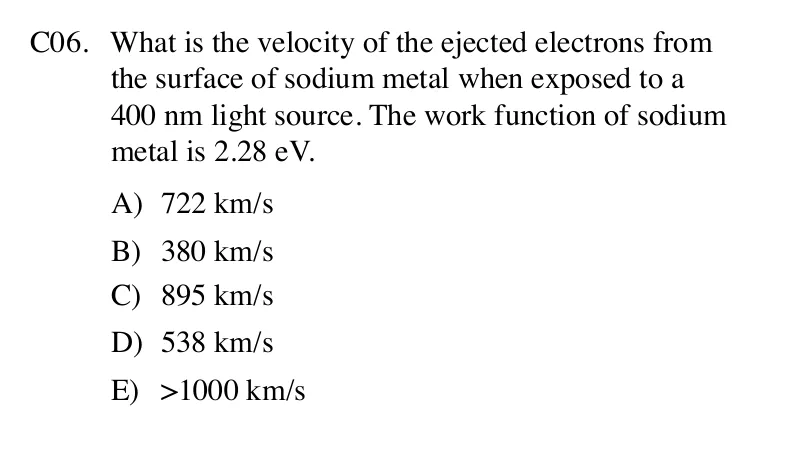 C06. What is the velocity of the ejected electrons from
the surface of sodium metal when exposed to a
400 nm light source. The work function of sodium
metal is 2.28 eV.
A) 722 km/s
B) 380 km/s
C) 895 km/s
D) 538 km/s
E) >1000 km/s